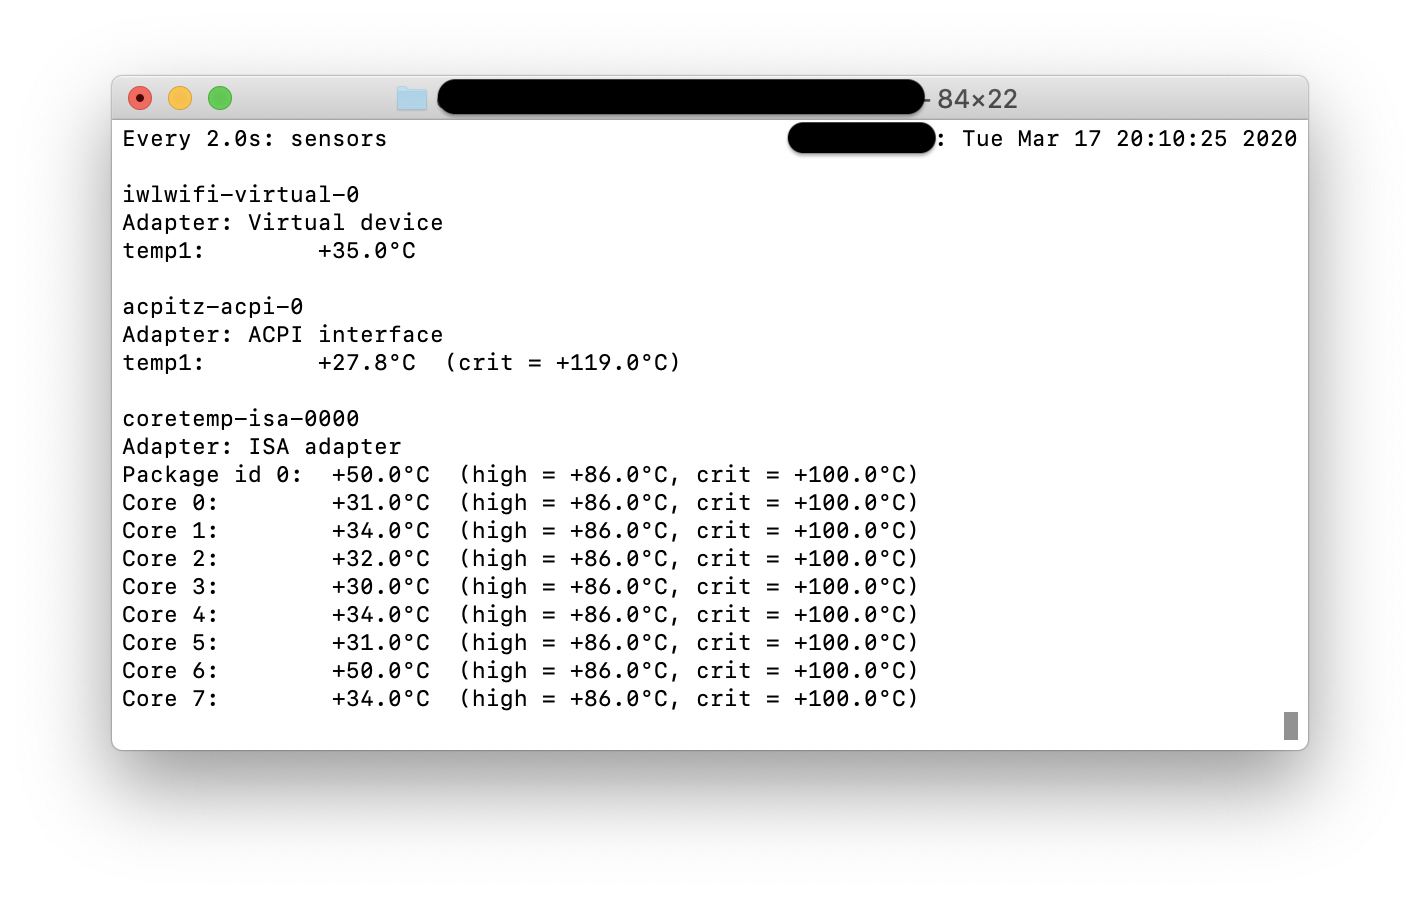 - 84×22
Every 2.0s: sensors : Tue Mar 17 20:10:25 2020
iwlwifi-virtual-0
Adapter: Virtual device
temp1: +35.0°C
acpitz-acpi-0
Adapter: ACPI interface
temp1: +27.8°C (crit = +119.0°C)
coretemp-isa-0000
Adapter: ISA adapter
Package id 0: +50.0°C (high = +86.0°C, crit = +100.0°C)
Core 0: +31.0°C (high = +86.0°C, crit = +100.0°C)
Core 1: +34.0°C (high = +86.0°C, crit = +100.0°C)
Core 2: +32.0°C (high = +86.0°C, crit = +100.0°C)
Core 3: +30.0°C (high = +86.0°C, crit = +100.0°C)
Core 4: +34.0°C (high = +86.0°C, crit = +100.0°C)
Core 5: +31.0°C (high = +86.0°C, crit = +100.0°C)
Core 6: +50.0°C (high = +86.0°C, crit = +100.0°C)
Core 7: +34.0°C (high = +86.0°C, crit = +100.0°C)